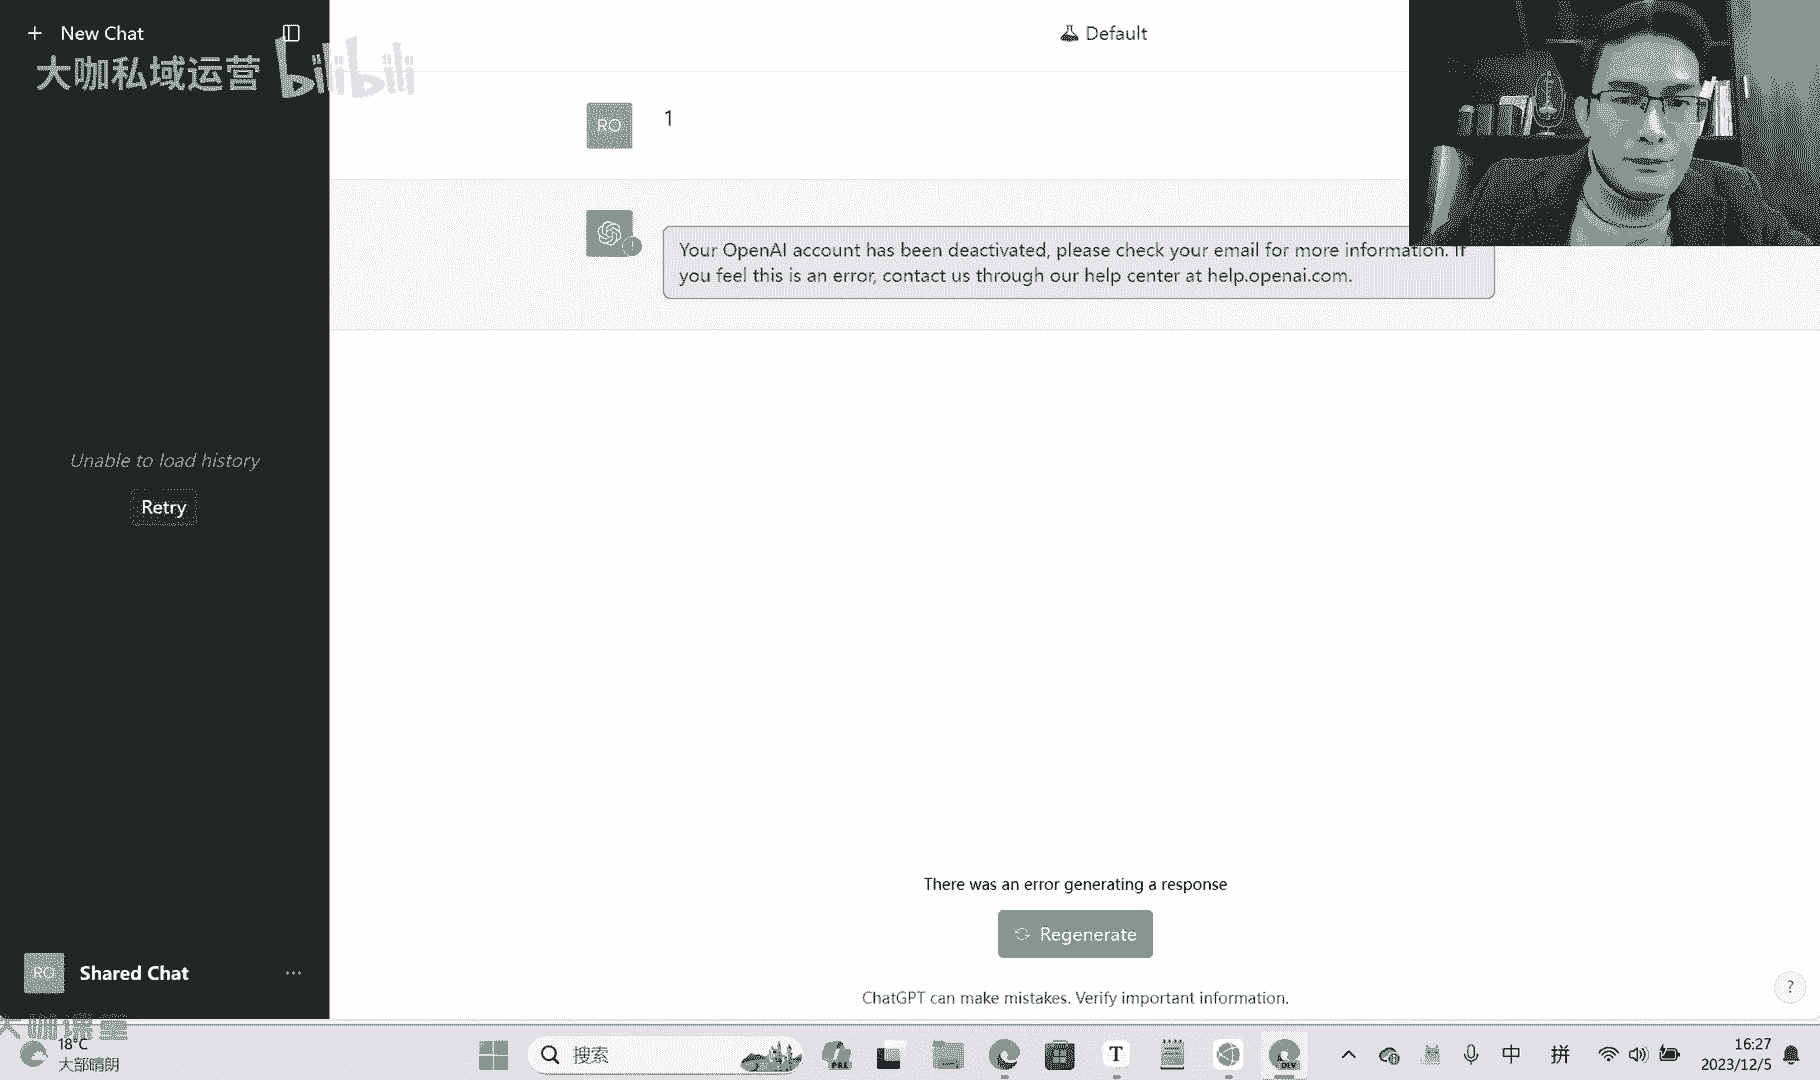 New Chat
大咖私域运营 bilibili
Default
RO
1
Your OpenAI account has been deactivated, please check your email for more information. If
you feel this is an error, contact us through our help center at help.openai.com.
Unable to load history
Retry
There was an error generating a response
Regenerate
RO Shared Chat
ChatGPT can make mistakes. Verify important information.
?
大咖课堂
18°C
大部晴朗
搜索
PRE
T
DEV
中
拼
16:27
2023/12/5